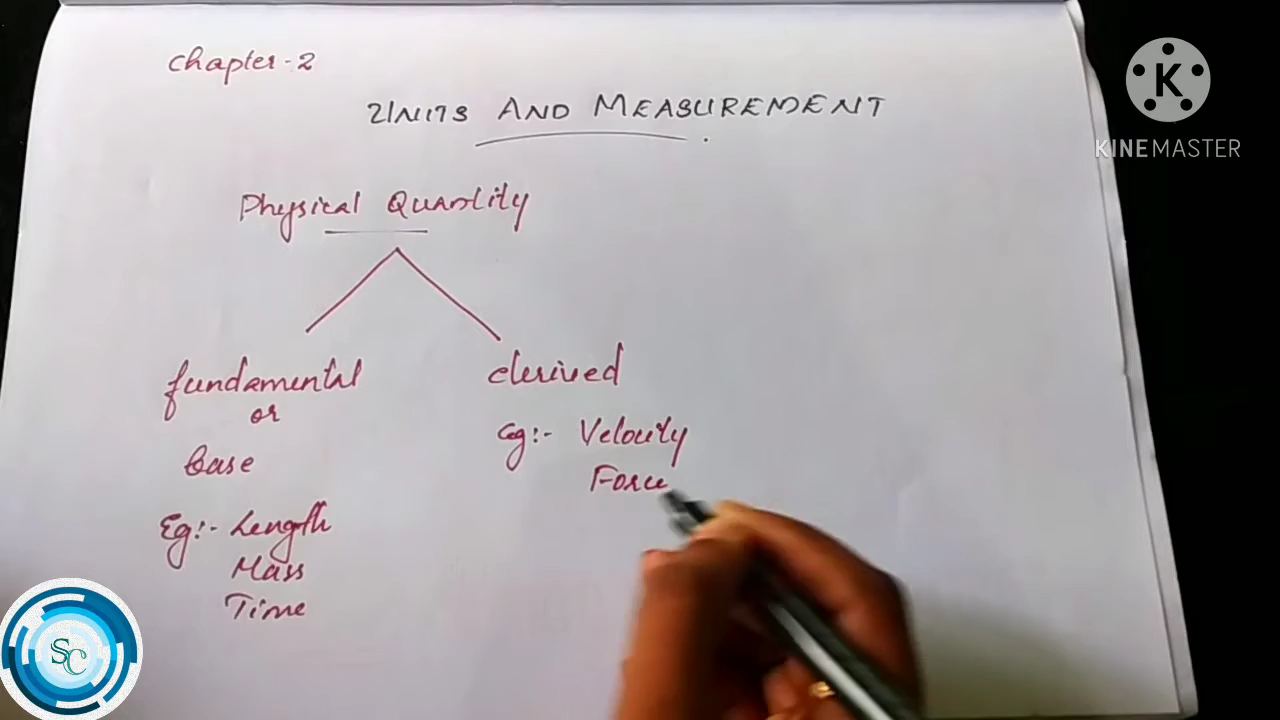 Chapter-2
UNITS AND MEASUREMENT.
Physical Quantity
fundamental
or
base
Eg:- Length
Mass
Time
derived
eg:- Velocity
Force
K
KINEMASTER
SC